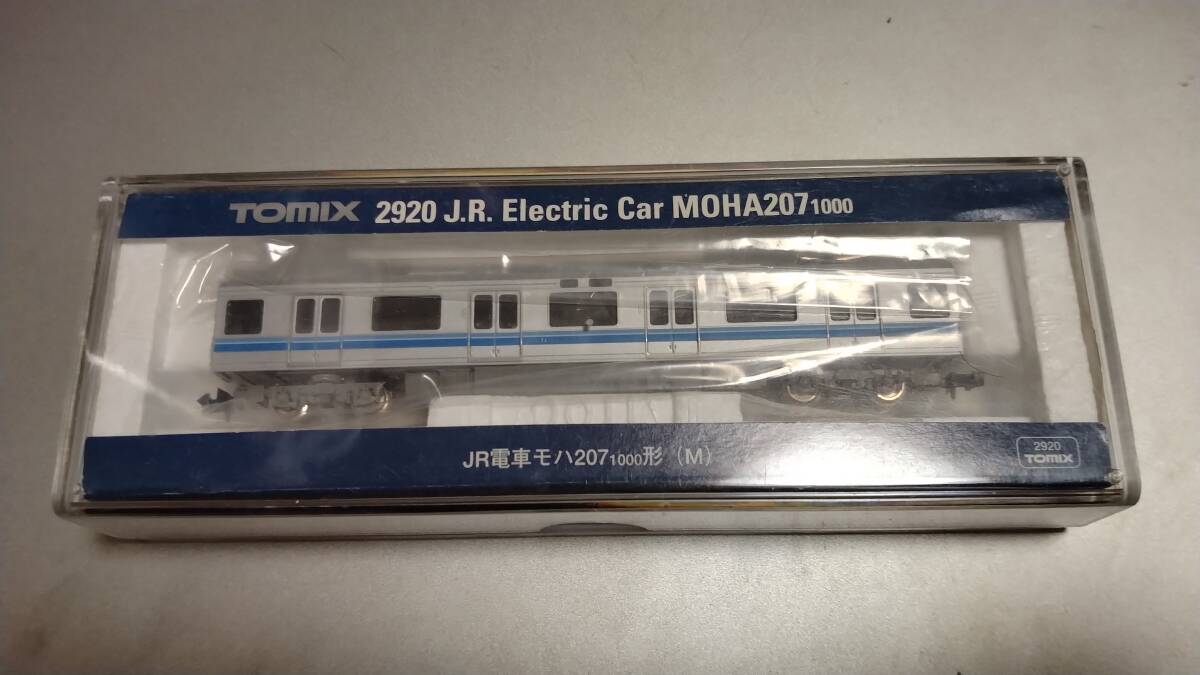 TOMIX 2920 J.R. Electric Car MOHA207 1000
JR電車モハ207 1000形 (M)
2920
TOMIX